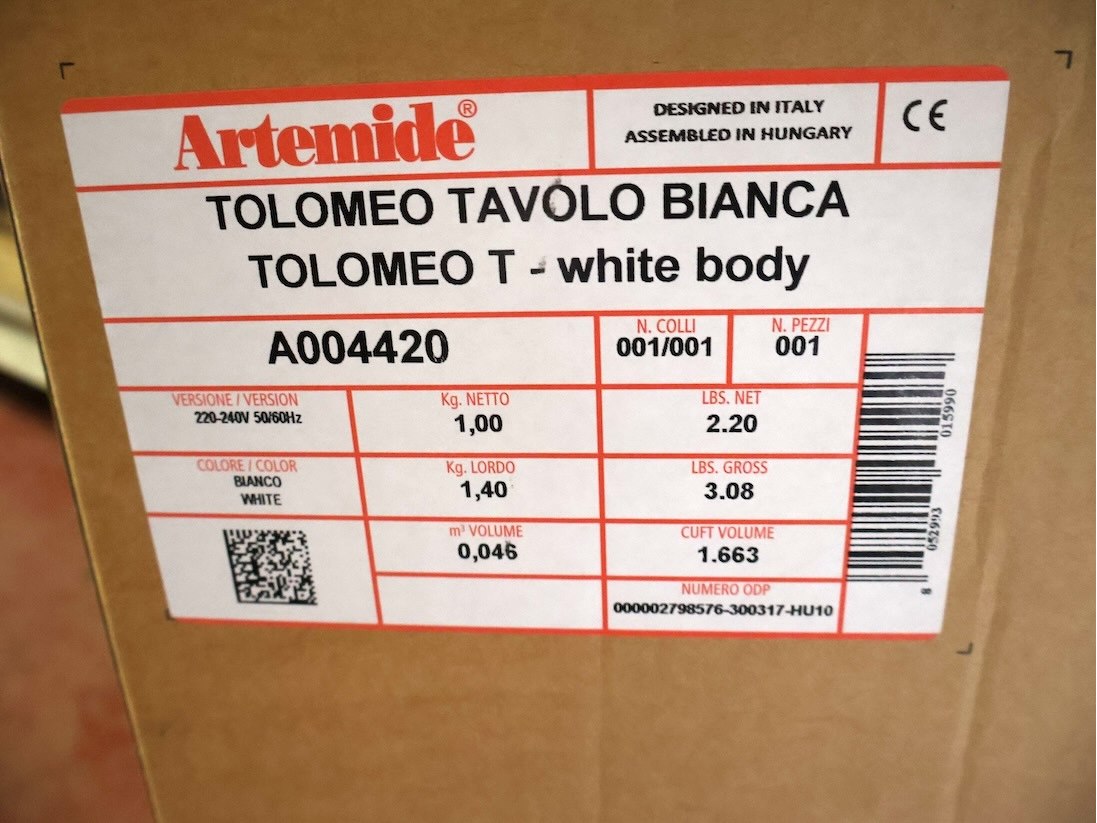 Artemide®
DESIGNED IN ITALY
ASSEMBLED IN HUNGARY
CE
TOLOMEO TAVOLO BIANCA
TOLOMEO T - white body
A004420
N. COLLI
001/001
N. PEZZI
001
VERSIONE / VERSION
220-240V 50/60Hz
Kg. NETTO
1,00
LBS. NET
2.20
COLORE / COLOR
BIANCO
WHITE
Kg. LORDO
1,40
LBS. GROSS
3.08
m³ VOLUME
0,046
CUFT VOLUME
1.663
NUMERO ODP
000002798576-300317-HU10
8 052993 015990